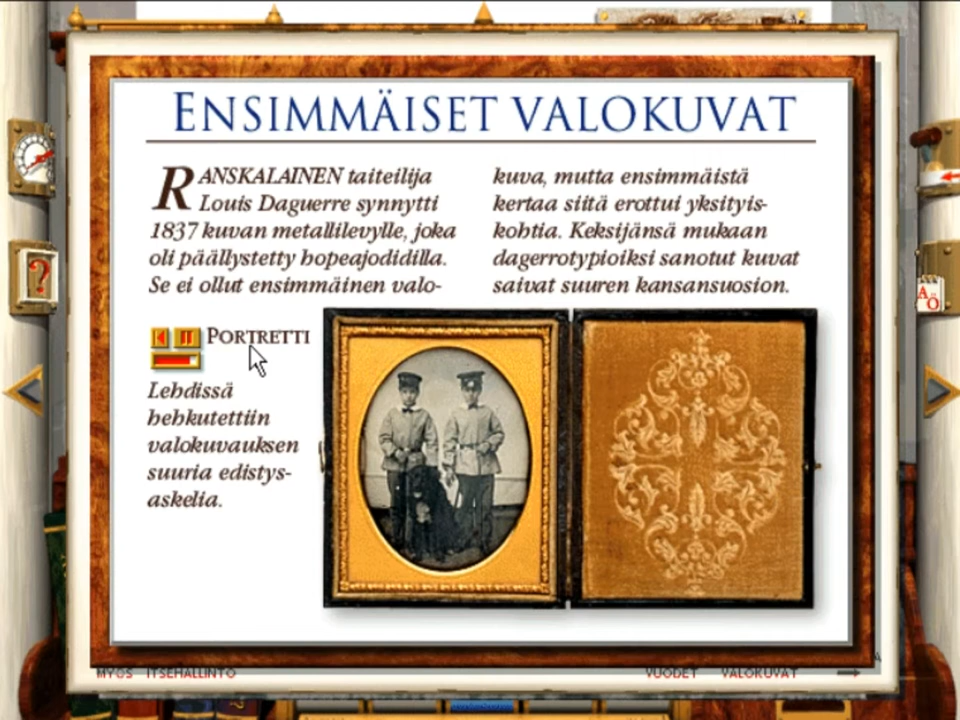 ENSIMMÄISET VALOKUVAT
RANSKALAINEN taiteilija
Louis Daguerre synnytti
1837 kuvan metallilevylle, joka
oli päällystetty hopeajodidilla.
Se ei ollut ensimmäinen valo-
kuva, mutta ensimmäistä
kertaa siitä erottui yksityis-
kohtia. Keksijänsä mukaan
dagerrotypioiksi sanotut kuvat
saivat suuren kansansuosion.
PORTRETTI
Lehdissä
hehkutettiin
valokuvauksen
suuria edistys-
askelia.
?
A Ö
MYÖS ITSEHALLINTO
VUODET VALOKUVAT